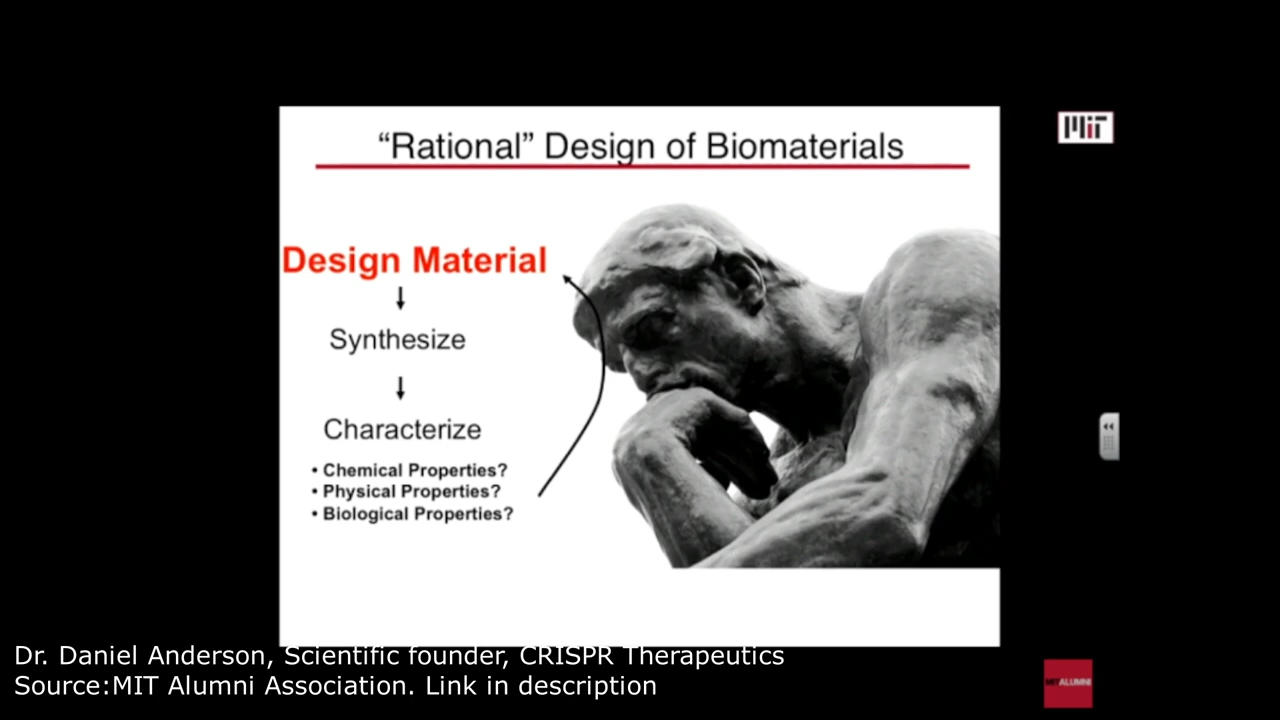 “Rational” Design of Biomaterials
MIT
Design Material
Synthesize
Characterize
• Chemical Properties?
• Physical Properties?
• Biological Properties?
Dr. Daniel Anderson, Scientific founder, CRISPR Therapeutics
Source:MIT Alumni Association. Link in description
MITALUMNI